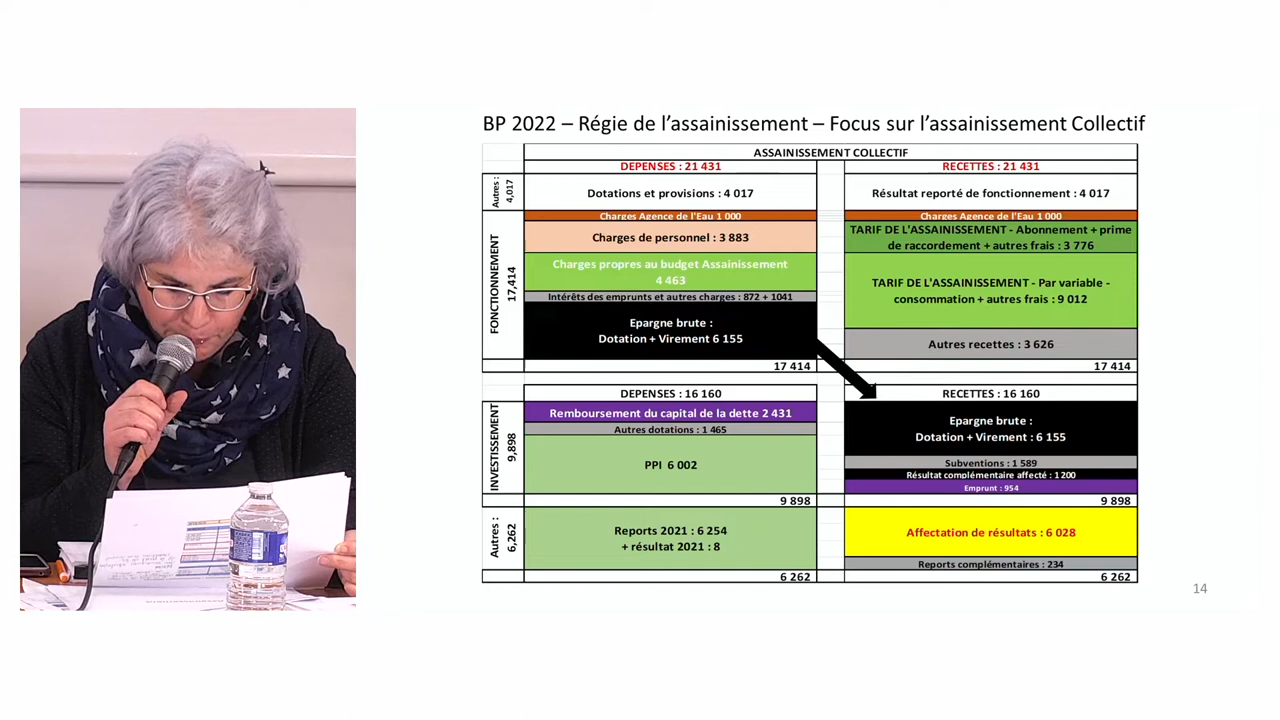 BP 2022 – Régie de l'assainissement – Focus sur l'assainissement Collectif
ASSAINISSEMENT COLLECTIF
DEPENSES : 21 431
RECETTES : 21 431
Autres :
4,017
Dotations et provisions : 4 017
Résultat reporté de fonctionnement : 4 017
FONCTIONNEMENT
17,414
Charges Agence de l'Eau 1 000
Charges de personnel : 3 883
Charges propres au budget Assainissement
4 463
Intérêts des emprunts et autres charges : 872 + 1041
Epargne brute :
Dotation + Virement 6 155
17 414
Charges Agence de l'Eau 1 000
TARIF DE L'ASSAINISSEMENT - Abonnement + prime
de raccordement + autres frais : 3 776
TARIF DE L'ASSAINISSEMENT - Par variable -
consommation + autres frais : 9 012
Autres recettes : 3 626
17 414
DEPENSES : 16 160
RECETTES : 16 160
INVESTISSEMENT
9,898
Remboursement du capital de la dette 2 431
Autres dotations : 1 465
PPI 6 002
9 898
Epargne brute :
Dotation + Virement : 6 155
Subventions : 1 589
Résultat complémentaire affecté : 1 200
Emprunt : 954
9 898
Autres :
6,262
Reports 2021 : 6 254
+ résultat 2021 : 8
6 262
Affectation de résultats : 6 028
Reports complémentaires : 234
6 262
14